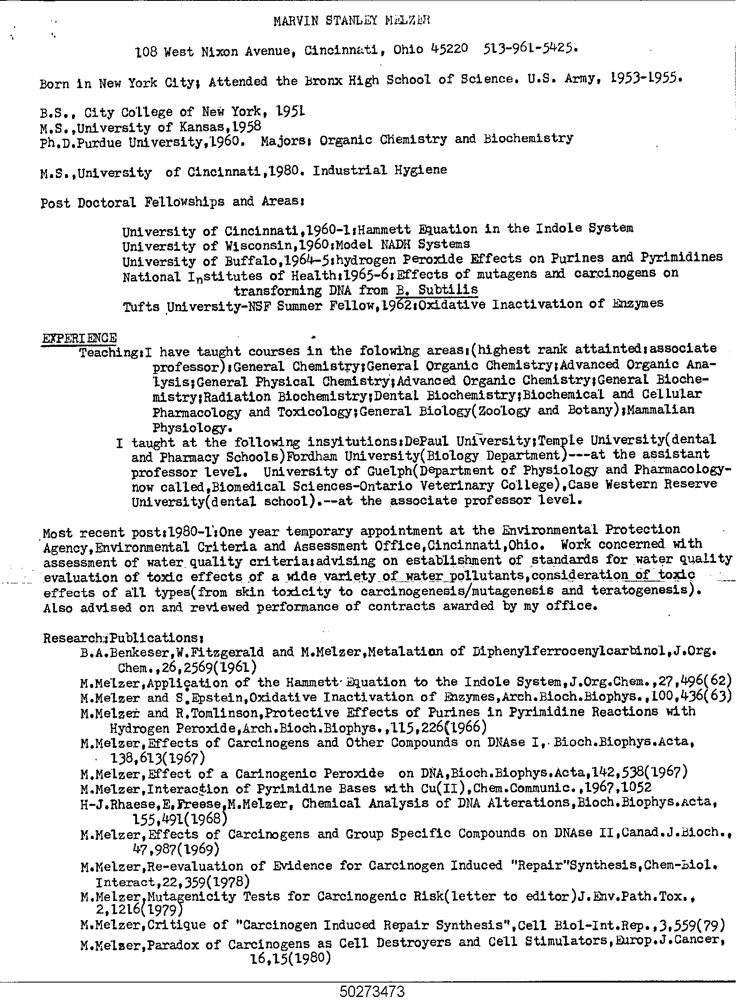 MARVIN STANLEY MELZER
108 West Nixon Avenue, Cincinnati, Ohio 45220 513-961-5425.
Born in New York City; Attended the Bronx High School of Science. U.S. Army, 1953-1955.
B.S., City College of New York, 1951
M.S.,University of Kansas,1958
Ph.D.Purdue University,1960. Majors: Organic Chemistry and Biochemistry
M.S.,University of Cincinnati,1980. Industrial Hygiene
Post Doctoral Fellowships and Areas:
University of Cincinnati,1960-1:Hammett Equation in the Indole System
University of Wisconsin,1960:Model NADH Systems
University of Buffalo,1964-5:hydrogen Peroxide Effects on Purines and Pyrimidines
National Institutes of Health:1965-6:Effects of mutagens and carcinogens on
transforming DNA from B. Subtilis
Tufts University-NSF Summer Fellow,1962:Oxidative Inactivation of Enzymes
EXPERIENCE
Teaching:I have taught courses in the folowing areas:(highest rank attainted:associate
professor):General Chemistry;General Organic Chemistry;Advanced Organic Ana-
lysis;General Physical Chemistry;Advanced Organic Chemistry;General Bioche-
mistry;Radiation Biochemistry;Dental Biochemistry;Biochemical and Cellular
Pharmacology and Toxicology;General Biology(Zoology and Botany);Mammalian
Physiology.
I taught at the following insyitutions:DePaul University;Temple University(dental
and Pharmacy Schools)Fordham University(Biology Department)---at the assistant
professor level. University of Guelph(Department of Physiology and Pharmacology-
now called,Biomedical Sciences-Ontario Veterinary College),Case Western Reserve
University(dental school).--at the associate professor level.
Most recent post:1980-1:One year temporary appointment at the Environmental Protection
Agency,Environmental Criteria and Assessment Office,Cincinnati,Ohio. Work concerned with
assessment of water quality criteria:advising on establishment of standards for water quality
evaluation of toxic effects of a wide variety of water pollutants,consideration of toxic
effects of all types(from skin toxicity to carcinogenesis/mutagenesis and teratogenesis).
Also advised on and reviewed performance of contracts awarded by my office.
Research:Publications:
B.A.Benkeser,W.Fitzgerald and M.Melzer,Metalation of Diphenylferrocenylcarbinol,J.Org.
Chem.,26,2569(1961)
M.Melzer,Application of the Hammett Equation to the Indole System,J.Org.Chem.,27,496(62)
M.Melzer and S.Epstein,Oxidative Inactivation of Enzymes,Arch.Bioch.Biophys.,100,436(63)
M.Melzer and R.Tomlinson,Protective Effects of Purines in Pyrimidine Reactions with
Hydrogen Peroxide,Arch.Bioch.Biophys.,115,226(1966)
M.Melzer,Effects of Carcinogens and Other Compounds on DNAse I, Bioch.Biophys.Acta,
138,613(1967)
M.Melzer,Effect of a Carinogenic Peroxide on DNA,Bioch.Biophys.Acta,142,538(1967)
M.Melzer,Interaction of Pyrimidine Bases with Cu(II),Chem.Communic.,1967,1052
H-J.Rhaese,E.Freese,M.Melzer, Chemical Analysis of DNA Alterations,Bioch.Biophys.Acta,
155,491(1968)
M.Melzer,Effects of Carcinogens and Group Specific Compounds on DNAse II,Canad.J.Bioch.,
47,987(1969)
M.Melzer,Re-evaluation of Evidence for Carcinogen Induced "Repair"Synthesis,Chem-Biol.
Interact,22,359(1978)
M.Melzer,Mutagenicity Tests for Carcinogenic Risk(letter to editor)J.Env.Path.Tox.,
2,1216(1979)
M.Melzer,Critique of "Carcinogen Induced Repair Synthesis",Cell Biol-Int.Rep.,3,559(79)
M.Melzer,Paradox of Carcinogens as Cell Destroyers and Cell Stimulators,Europ.J.Cancer,
16,15(1980)
50273473